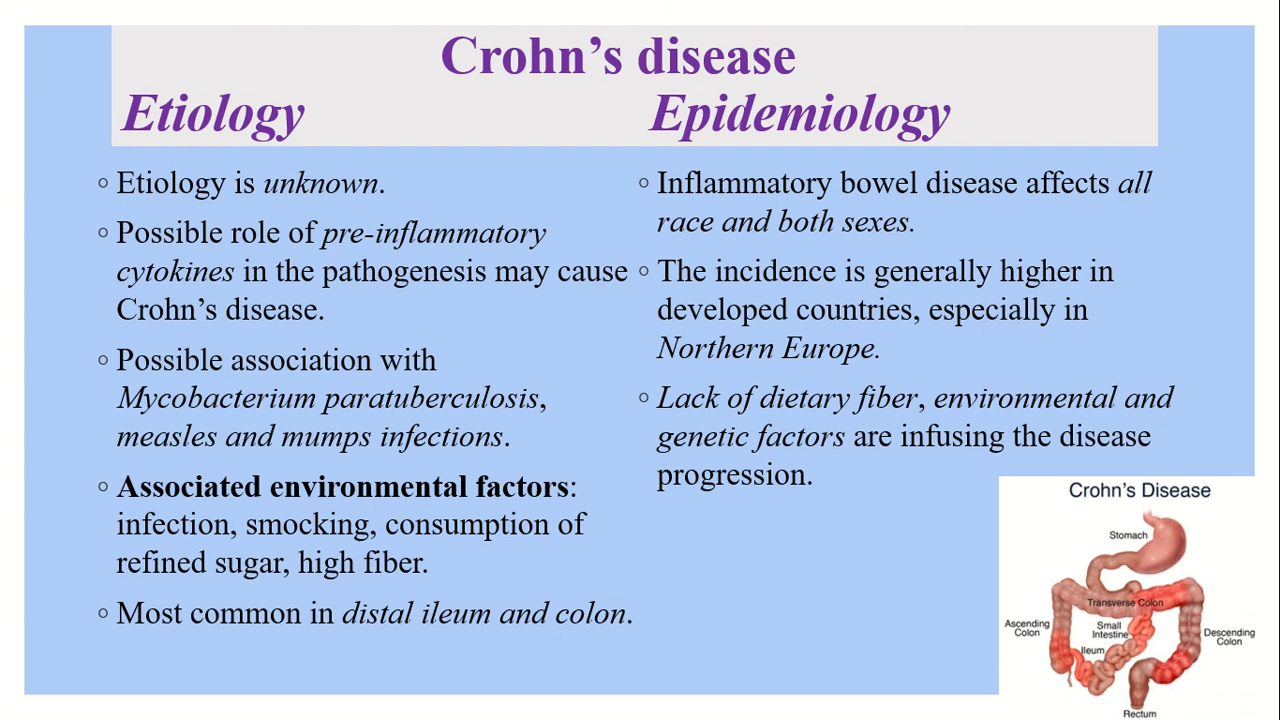 Crohn’s disease
Etiology
Epidemiology
◦ Etiology is unknown.
◦ Possible role of pre-inflammatory
cytokines in the pathogenesis may cause
Crohn’s disease.
◦ Possible association with
Mycobacterium paratuberculosis,
measles and mumps infections.
◦ Associated environmental factors:
infection, smocking, consumption of
refined sugar, high fiber.
◦ Most common in distal ileum and colon.
◦ Inflammatory bowel disease affects all
race and both sexes.
◦ The incidence is generally higher in
developed countries, especially in
Northern Europe.
◦ Lack of dietary fiber, environmental and
genetic factors are infusing the disease
progression.
Crohn’s Disease
Stomach
Transverse Colon
Ascending
Colon
Small
Intestine
Descending
Colon
Ileum
Rectum